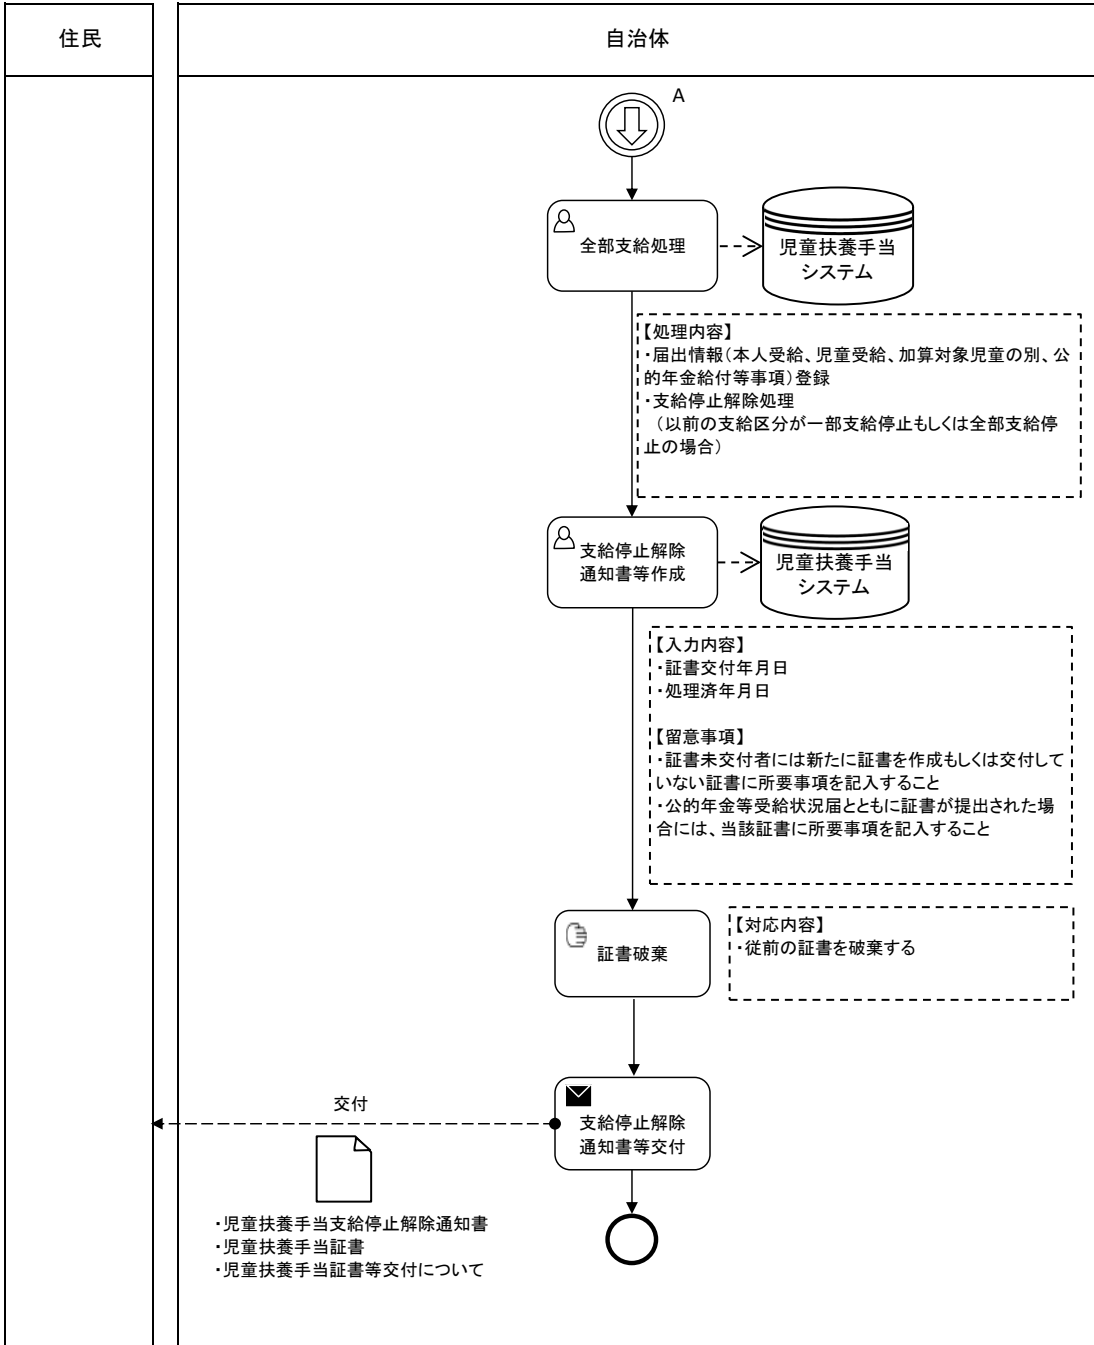 住民
自治体
A
全部支給処理
児童扶養手当
システム
【処理内容】
・届出情報（本人受給、児童受給、加算対象児童の別、公
的年金給付等事項）登録
・支給停止解除処理
（以前の支給区分が一部支給停止もしくは全部支給停
止の場合）
支給停止解除
通知書等作成
児童扶養手当
システム
【入力内容】
・証書交付年月日
・処理済年月日
【留意事項】
・証書未交付者には新たに証書を作成もしくは交付して
いない証書に所要事項を記入すること
・公的年金等受給状況届とともに証書が提出された場
合には、当該証書に所要事項を記入すること
証書破棄
【対応内容】
・従前の証書を破棄する
交付
支給停止解除
通知書等交付
・児童扶養手当支給停止解除通知書
・児童扶養手当証書
・児童扶養手当証書等交付について